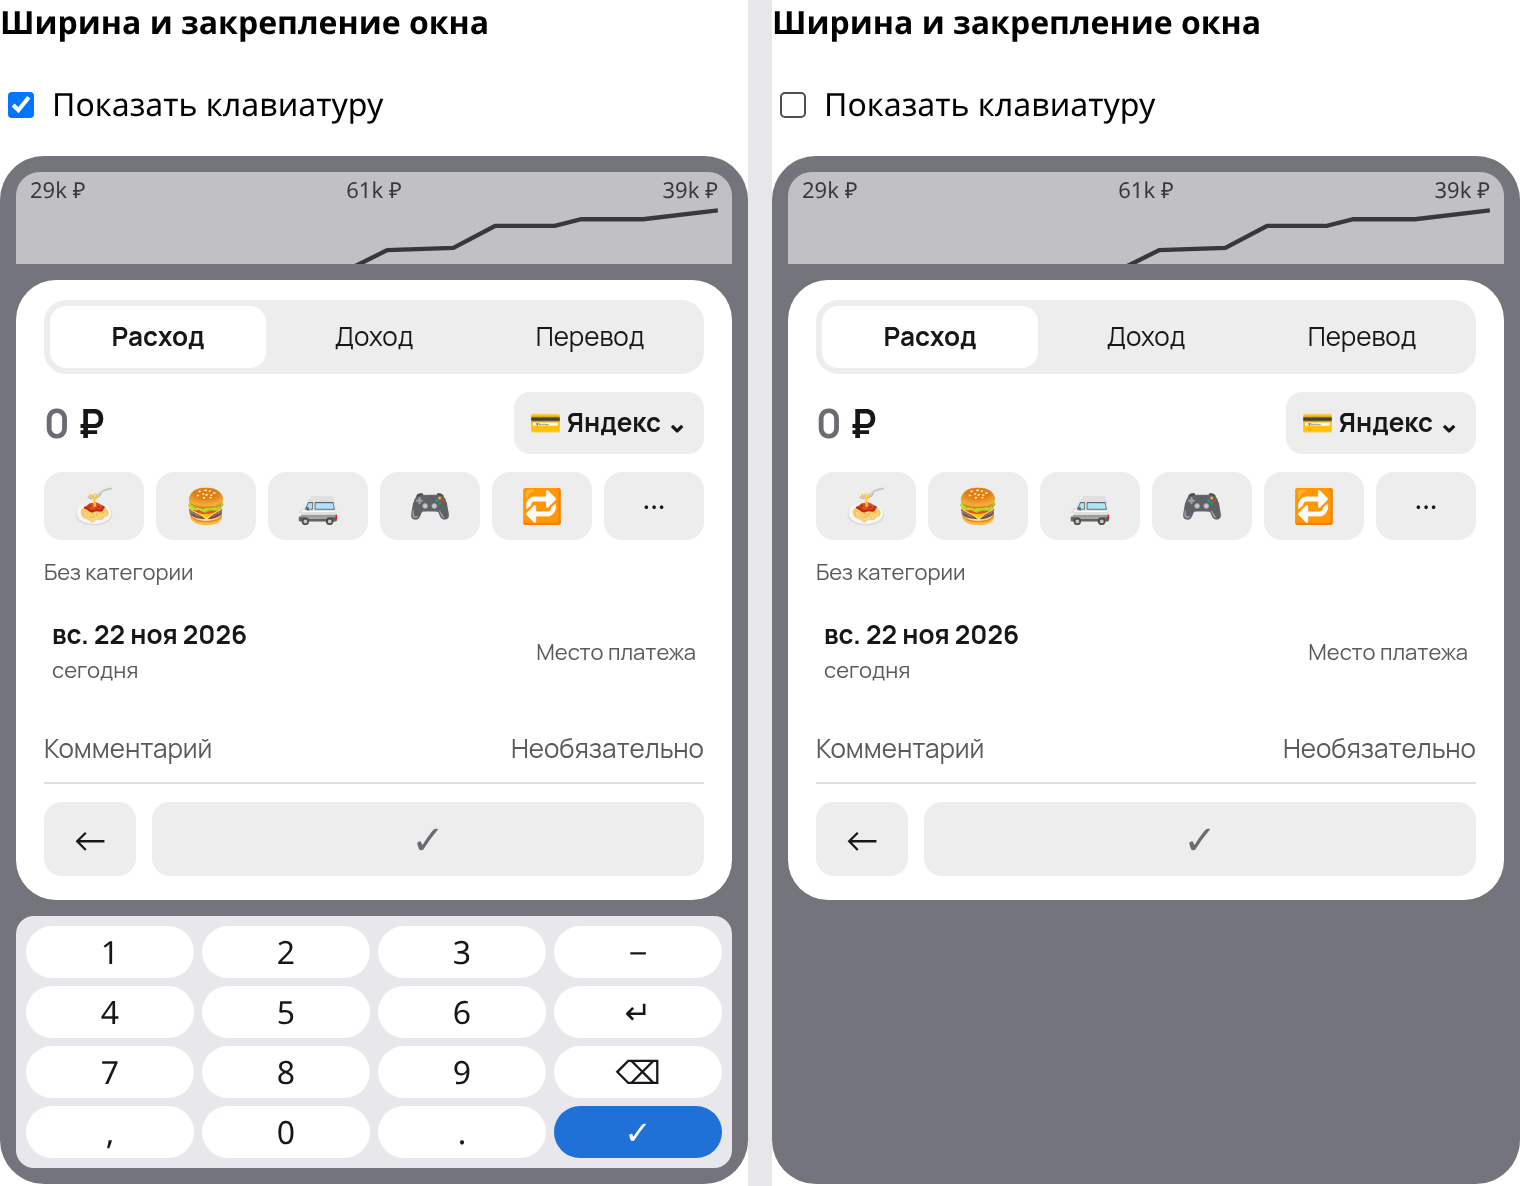 Ширина и закрепление окна
Показать клавиатуру
29k ₽ 61k ₽ 39k ₽
Расход Доход Перевод
0 ₽ 💳 Яндекс ⌄
🍝 🍔 🚐 🎮 🔁 ...
Без категории
вс. 22 ноя 2026
сегодня
Место платежа
Комментарий Необязательно
← ✓
1 2 3 −
4 5 6 ↵
7 8 9 ⌫
, 0 . ✓
Ширина и закрепление окна
Показать клавиатуру
29k ₽ 61k ₽ 39k ₽
Расход Доход Перевод
0 ₽ 💳 Яндекс ⌄
🍝 🍔 🚐 🎮 🔁 ...
Без категории
вс. 22 ноя 2026
сегодня
Место платежа
Комментарий Необязательно
← ✓